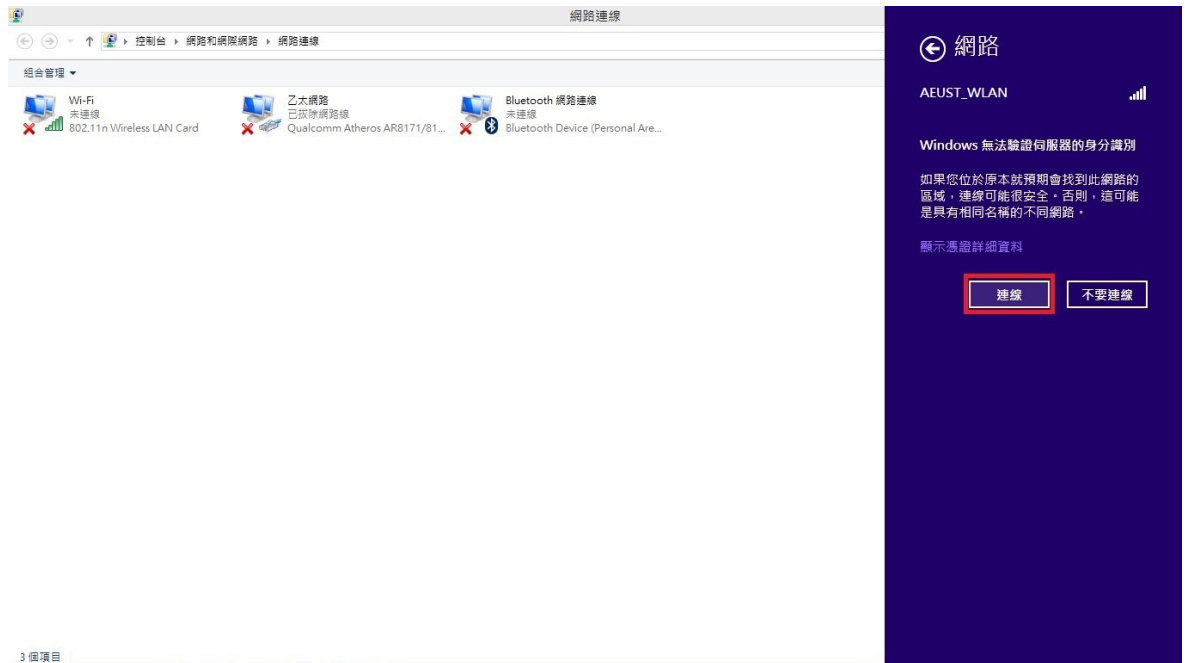 網路連線
控制台 ▸ 網路和網際網路 ▸ 網路連線
組合管理
Wi-Fi
未連線
802.11n Wireless LAN Card
乙太網路
已拔除網路線
Qualcomm Atheros AR8171/81...
Bluetooth 網路連線
未連線
Bluetooth Device (Personal Are...
3 個項目
網路
AEUST_WLAN
Windows 無法驗證伺服器的身分識別
如果您位於原本就預期會找到此網路的
區域，連線可能很安全。否則，這可能
是具有相同名稱的不同網路。
顯示憑證詳細資料
連線
不要連線